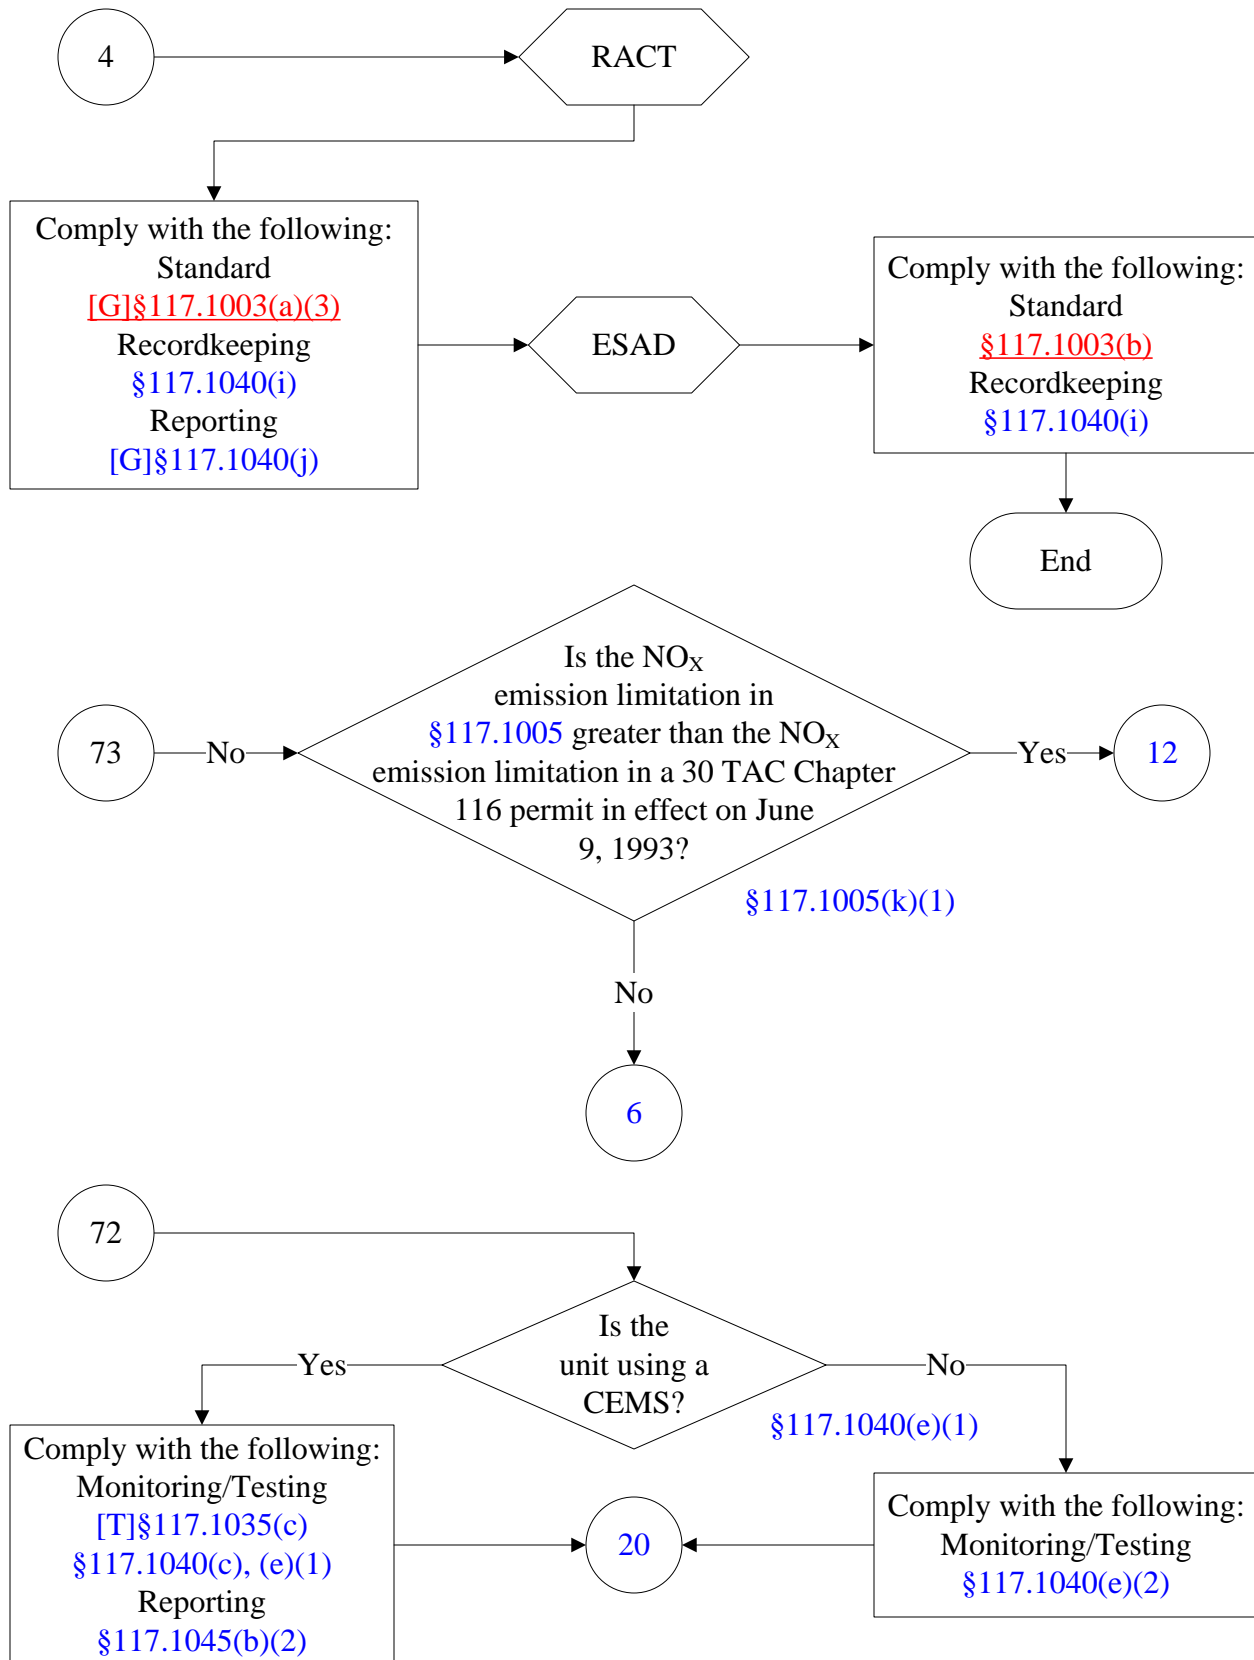 4
RACT
Comply with the following:
Standard
[G]§117.1003(a)(3)
Recordkeeping
§117.1040(i)
Reporting
[G]§117.1040(j)
ESAD
Comply with the following:
Standard
§117.1003(b)
Recordkeeping
§117.1040(i)
End
73
No
Is the NOX
emission limitation in
§117.1005 greater than the NOX
emission limitation in a 30 TAC Chapter
116 permit in effect on June
9, 1993?
Yes
12
§117.1005(k)(1)
No
6
72
Is the
unit using a
CEMS?
Yes
No
§117.1040(e)(1)
Comply with the following:
Monitoring/Testing
[T]§117.1035(c)
§117.1040(c), (e)(1)
Reporting
§117.1045(b)(2)
20
Comply with the following:
Monitoring/Testing
§117.1040(e)(2)